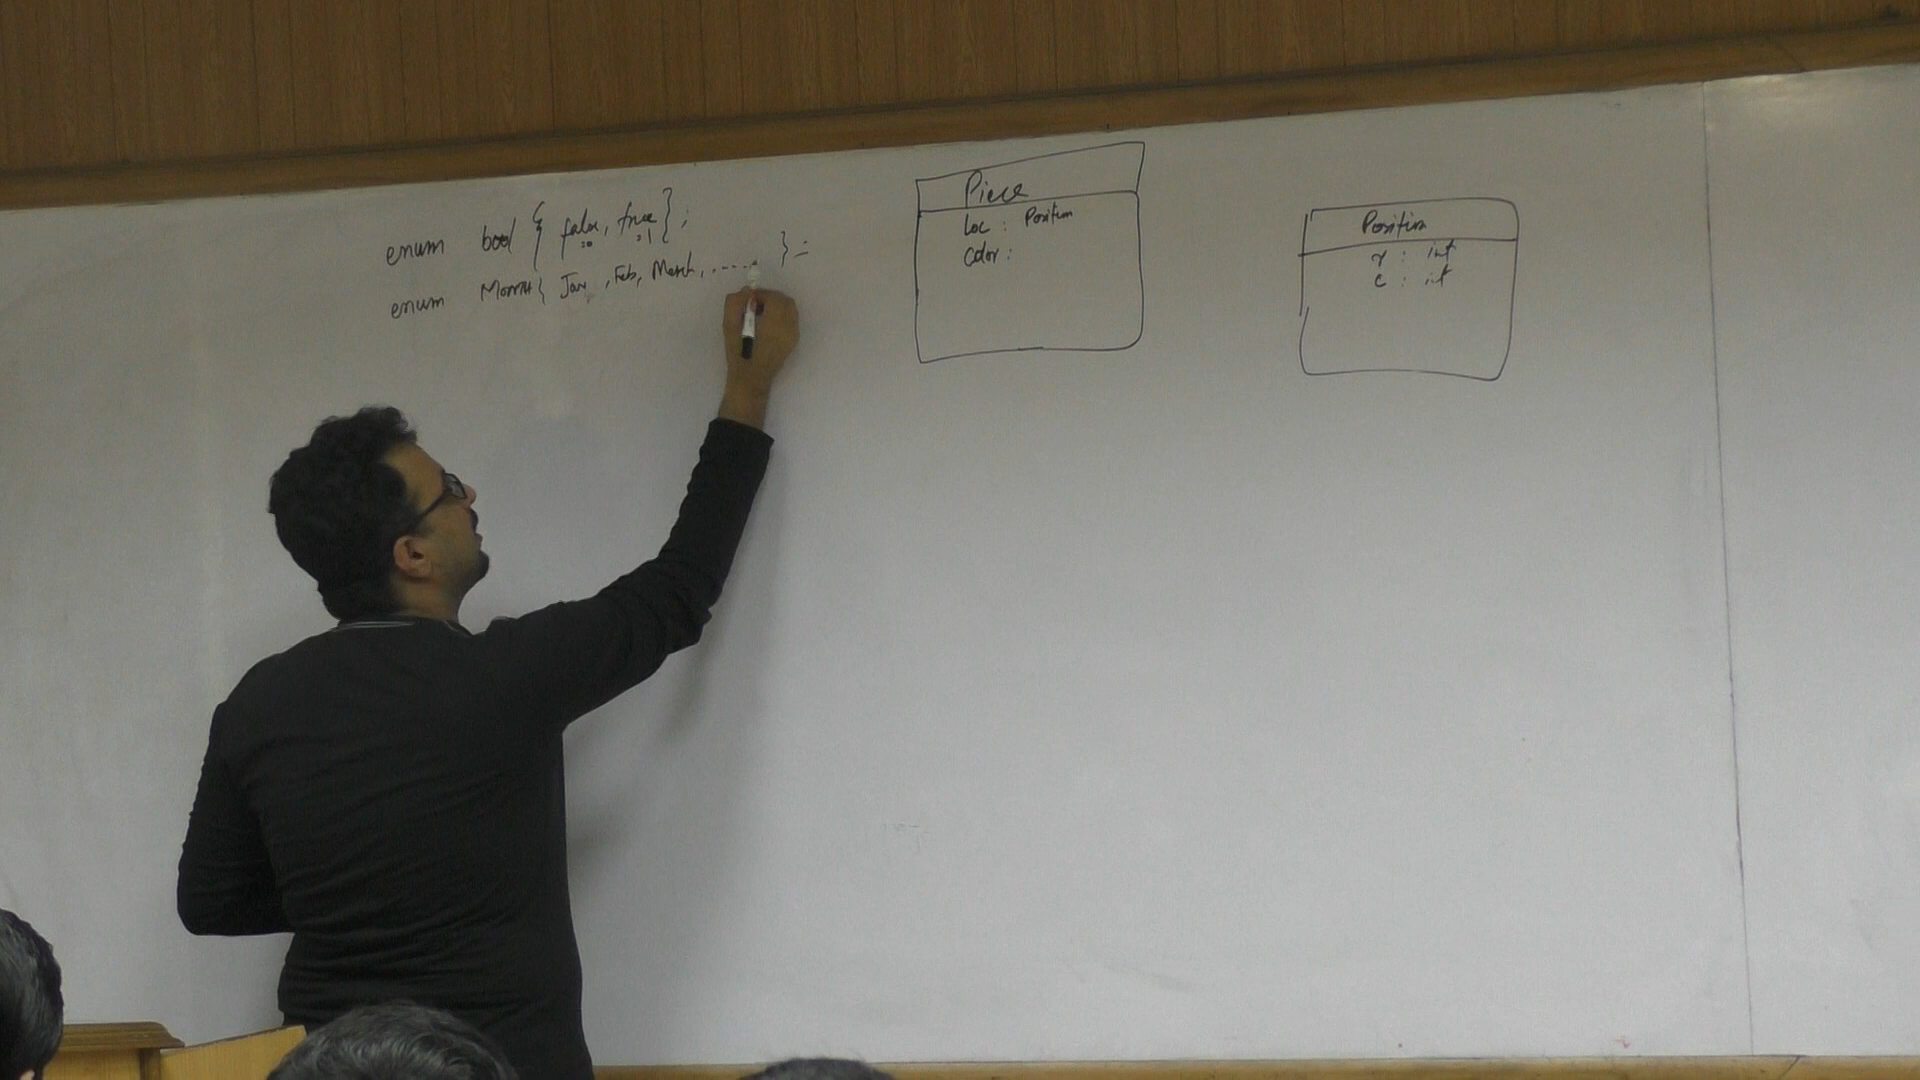 enum bool { false, true };
=0 =1
enum Month { Jan, Feb, March, ...... } =
Piece
Loc : Position
Color :
Position
r : int
c : int